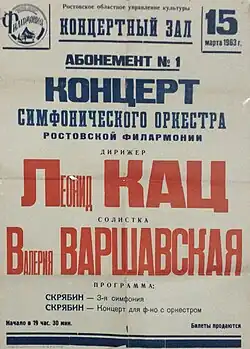 Ростовское областное управление культуры
Филармония
КОНЦЕРТНЫЙ ЗАЛ
15
марта 1963 г.
АБОНЕМЕНТ № 1
КОНЦЕРТ
СИМФОНИЧЕСКОГО ОРКЕСТРА
РОСТОВСКОЙ ФИЛАРМОНИИ
ДИРИЖЕР
ЛЕОНИД КАЦ
СОЛИСТКА
ВАЛЕРИЯ ВАРШАВСКАЯ
ПРОГРАММА:
СКРЯБИН — 3-я симфония
СКРЯБИН — Концерт для ф-но с оркестром
Начало в 19 час. 30 мин.
Билеты продаются